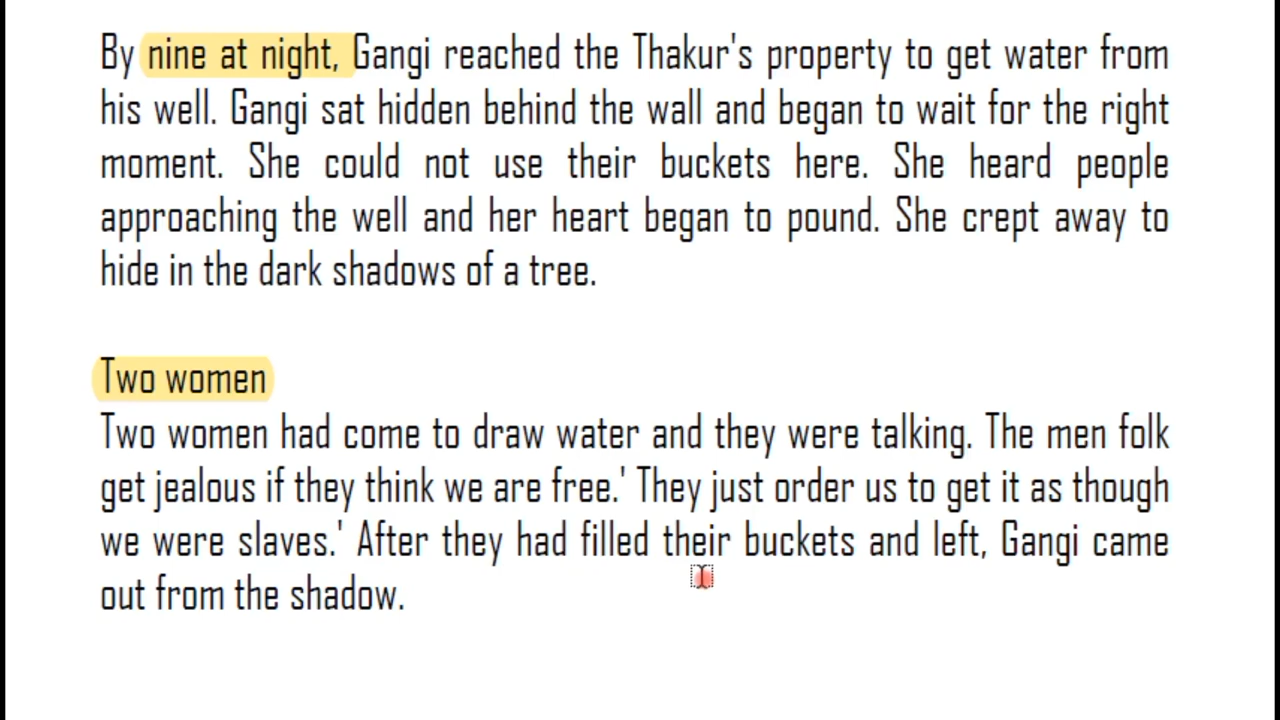 By nine at night, Gangi reached the Thakur's property to get water from
his well. Gangi sat hidden behind the wall and began to wait for the right
moment. She could not use their buckets here. She heard people
approaching the well and her heart began to pound. She crept away to
hide in the dark shadows of a tree.
Two women
Two women had come to draw water and they were talking. The men folk
get jealous if they think we are free.' They just order us to get it as though
we were slaves.' After they had filled their buckets and left, Gangi came
out from the shadow.